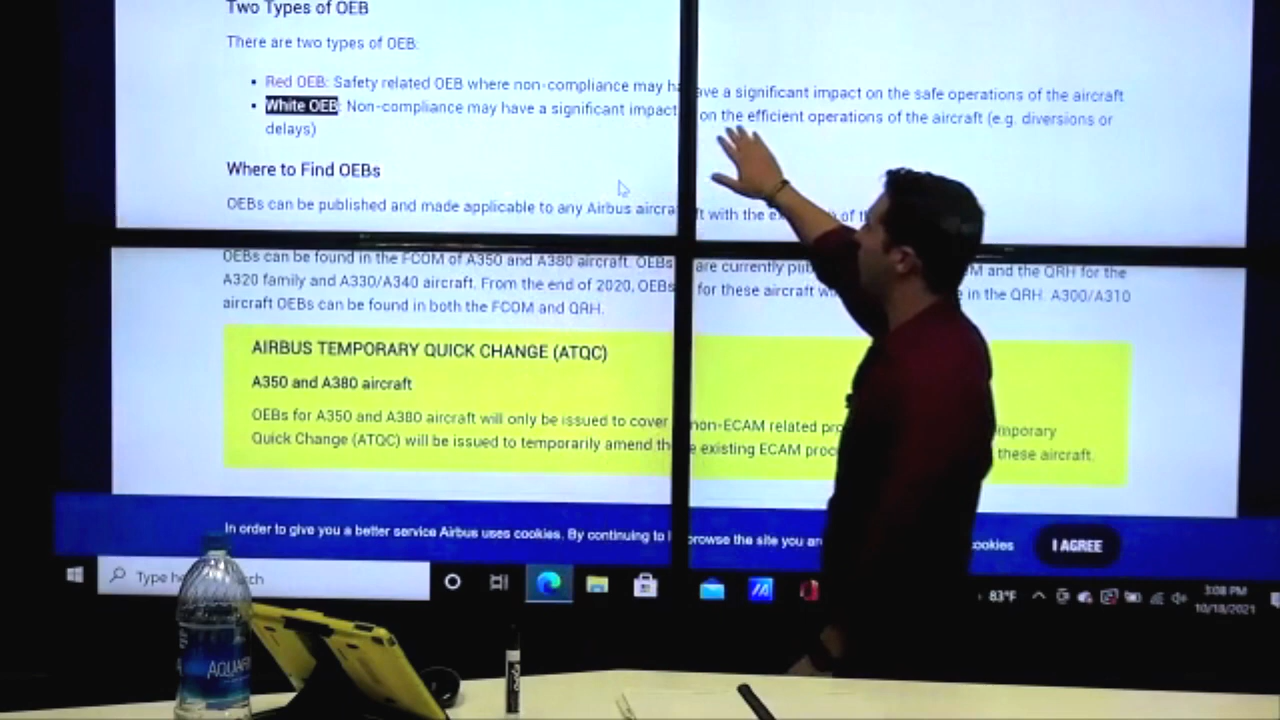 Two Types of OEB
There are two types of OEB:
• Red OEB: Safety related OEB where non-compliance may have a significant impact on the safe operations of the aircraft
• White OEB: Non-compliance may have a significant impact on the efficient operations of the aircraft (e.g. diversions or
delays)
Where to Find OEBs
OEBs can be published and made applicable to any Airbus aircraft with the of
OEBs can be found in the FCOM of A350 and A380 aircraft. OEBs are currently and the QRH for the
A320 family and A330/A340 aircraft. From the end of 2020, OEBs for these aircraft in the QRH. A300/A310
aircraft OEBs can be found in both the FCOM and QRH.
AIRBUS TEMPORARY QUICK CHANGE (ATQC)
A350 and A380 aircraft
OEBs for A350 and A380 aircraft will only be issued to cover non-ECAM related
Quick Change (ATQC) will be issued to temporarily amend the existing ECAM these aircraft.
In order to give you a better service Airbus uses cookies. By continuing to browse the site you are cookies
I AGREE
Type
83°F
3:08 PM
10/18/2021
AQUAF
expo